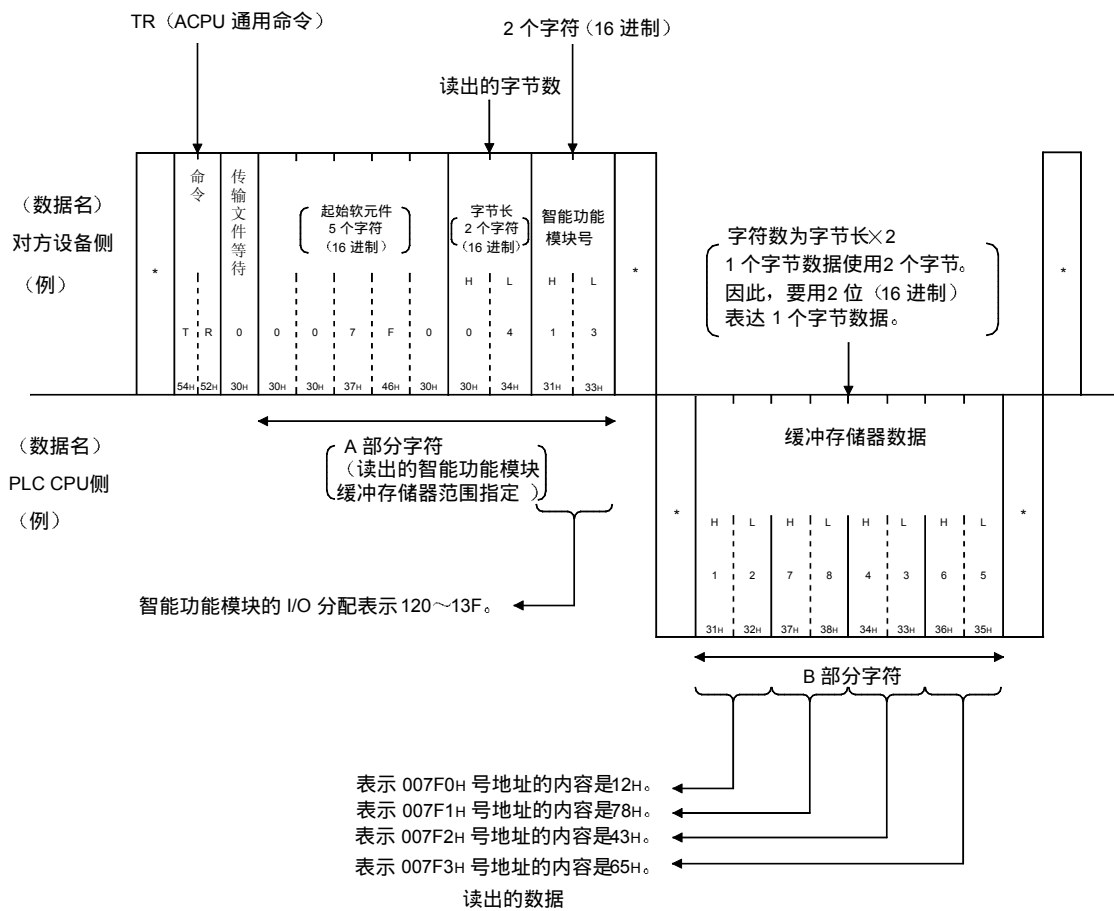 TR（ACPU 通用命令）
2 个字符（16 进制）
读出的字节数
（数据名）
对方设备侧
（例）
*
命令
传输文件等待
起始软元件
5 个字符
（16 进制）
字节长
2 个字符
（16 进制）
智能功能
模块号
*
H L H L
T R 0 0 0 7 F 0 0 4 1 3
54H 52H 30H 30H 30H 37H 46H 30H 30H 34H 31H 33H
字符数为字节长×2
1 个字节数据使用2 个字节。
因此，要用2 位（16 进制）
表达 1 个字节数据。
*
（数据名）
PLC CPU侧
（例）
A 部分字符
（读出的智能功能模块
缓冲存储器范围指定 ）
智能功能模块的 I/O 分配表示 120～13F。
缓冲存储器数据
*
H L H L H L H L
1 2 7 8 4 3 6 5
31H 32H 37H 38H 34H 33H 36H 35H
*
B 部分字符
表示 007F0H 号地址的内容是12H。
表示 007F1H 号地址的内容是78H。
表示 007F2H 号地址的内容是43H。
表示 007F3H 号地址的内容是65H。
读出的数据